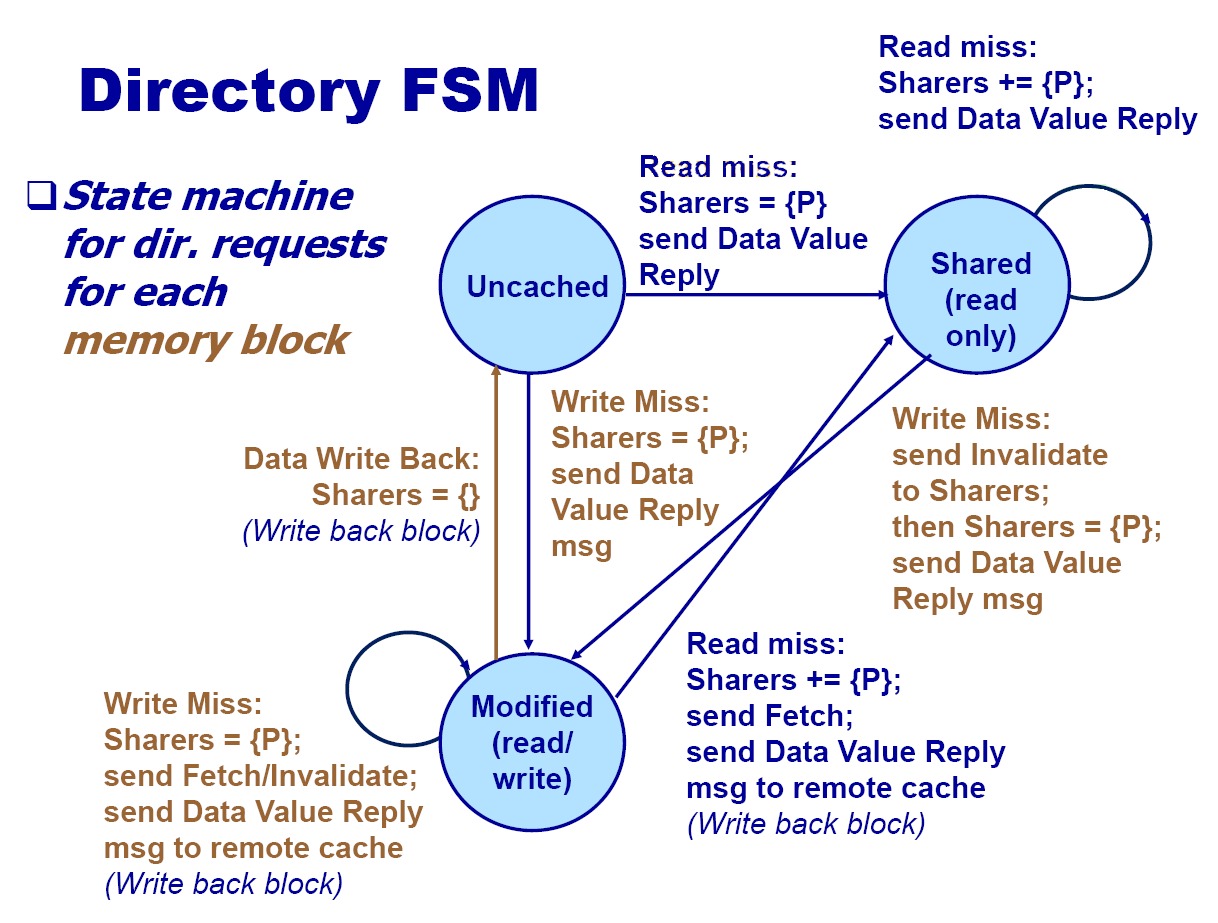 Directory FSM
❑State machine
for dir. requests
for each
memory block
Read miss:
Sharers += {P};
send Data Value Reply
Read miss:
Sharers = {P}
send Data Value
Reply
Uncached
Shared
(read
only)
Data Write Back:
Sharers = {}
(Write back block)
Write Miss:
Sharers = {P};
send Data
Value Reply
msg
Write Miss:
send Invalidate
to Sharers;
then Sharers = {P};
send Data Value
Reply msg
Write Miss:
Sharers = {P};
send Fetch/Invalidate;
send Data Value Reply
msg to remote cache
(Write back block)
Modified
(read/
write)
Read miss:
Sharers += {P};
send Fetch;
send Data Value Reply
msg to remote cache
(Write back block)